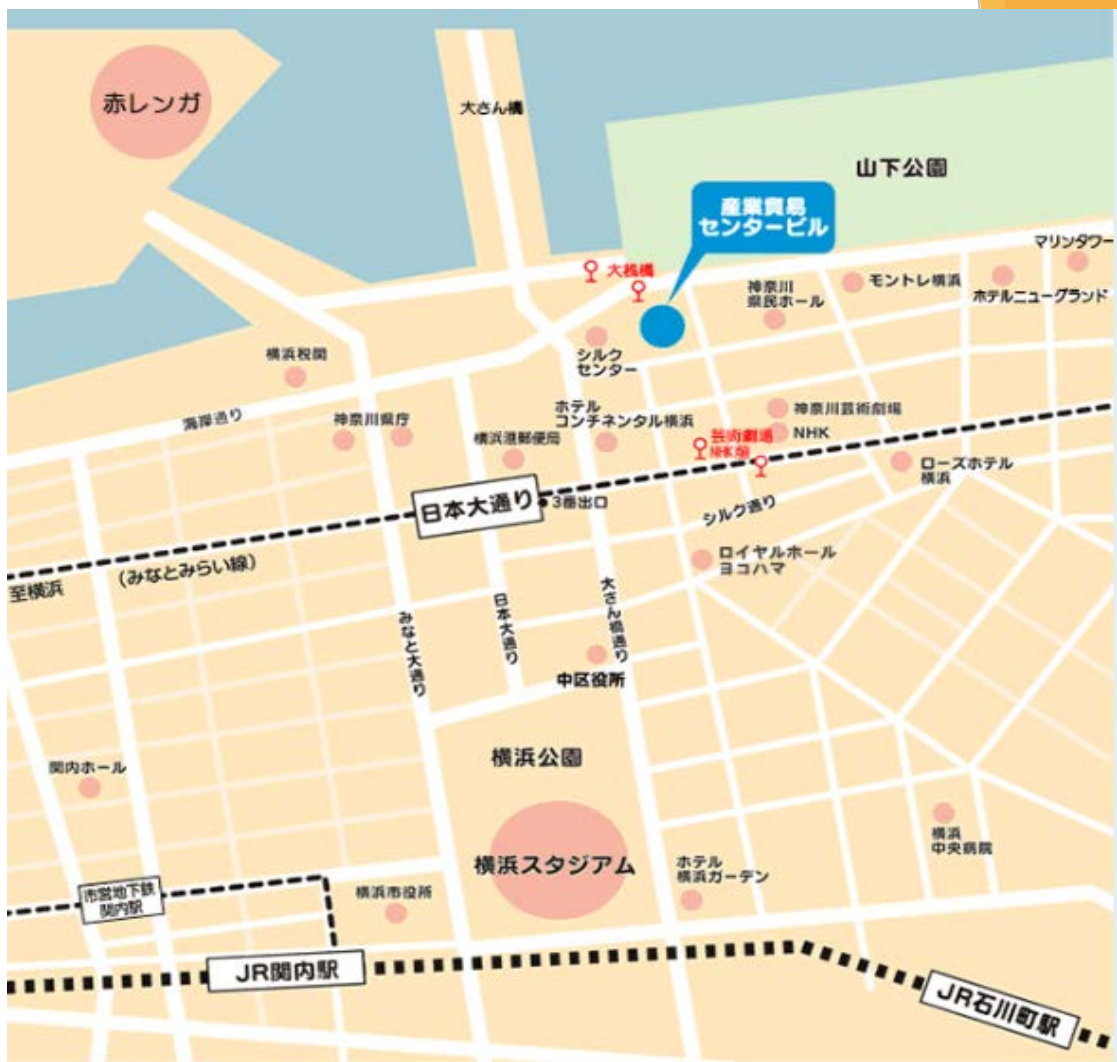 赤レンガ
大さん橋
山下公園
産業貿易
センタービル
マリンタワー
大桟橋
神奈川
県民ホール
モントレ横浜
ホテルニューグランド
横浜税関
シルク
センター
海岸通り
神奈川県庁
ホテル
コンチネンタル横浜
横浜港郵便局
神奈川芸術劇場
NHK
芸術劇場
NHK前
ローズホテル
横浜
日本大通り
3番出口
シルク通り
至横浜
(みなとみらい線)
ロイヤルホール
ヨコハマ
みなと大通り
日本大通り
大さん橋通り
中区役所
横浜公園
関内ホール
横浜スタジアム
横浜
中央病院
ホテル
横浜ガーデン
市営地下鉄
関内駅
横浜市役所
JR関内駅
JR石川町駅